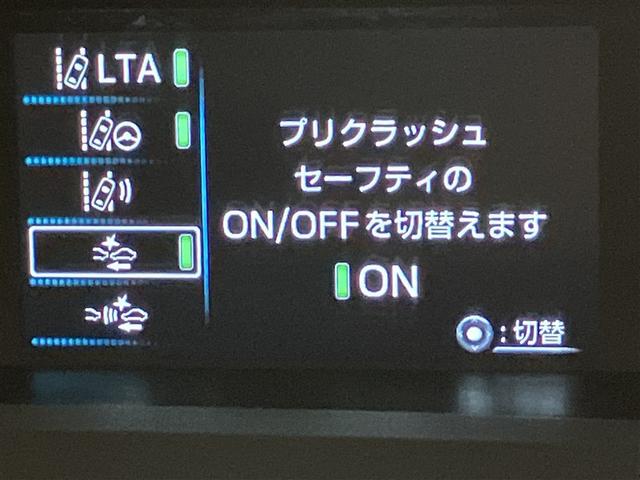 LTA
プリクラッシュ
セーフティの
ON/OFFを切替えます
ON
:切替